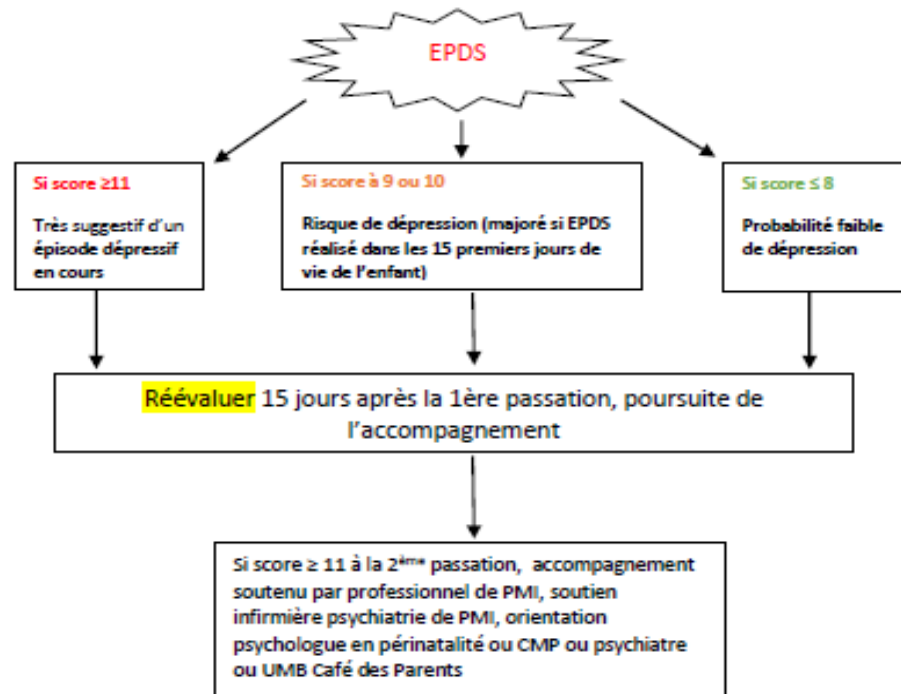 EPDS
Si score ≥11
Très suggestif d'un
épisode dépressif
en cours
Si score à 9 ou 10
Risque de dépression (majoré si EPDS
réalisé dans les 15 premiers jours de
vie de l'enfant)
Si score ≤ 8
Probabilité faible
de dépression
Réévaluer 15 jours après la 1ère passation, poursuite de
l'accompagnement
Si score ≥ 11 à la 2ème passation, accompagnement
soutenu par professionnel de PMI, soutien
infirmière psychiatrie de PMI, orientation
psychologue en périnatalité ou CMP ou psychiatre
ou UMB Café des Parents